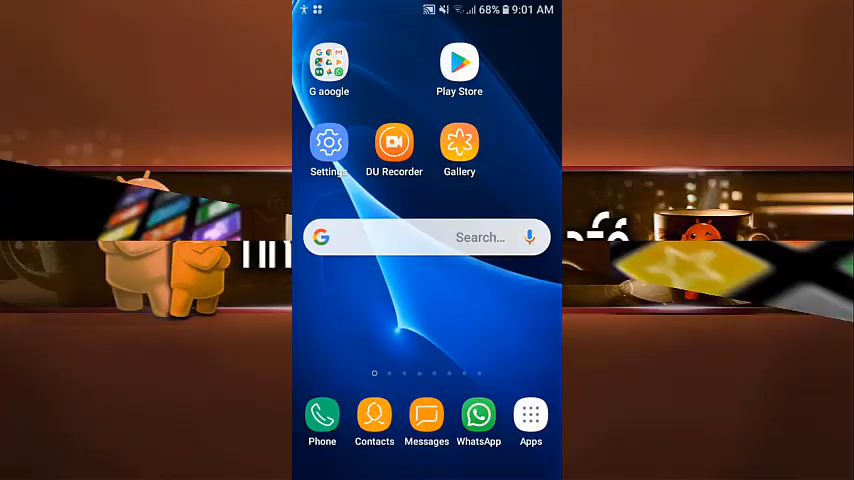 68% 9:01 AM
G aoogle
Play Store
Settings
DU Recorder
Gallery
Search...
Phone
Contacts
Messages
WhatsApp
Apps